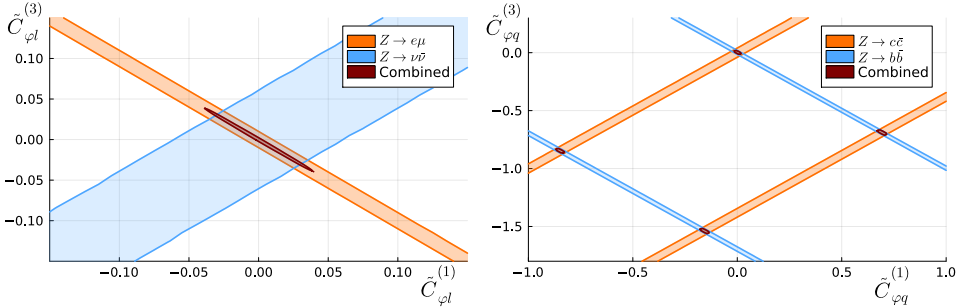 C̃_{φl}^{(3)}
0.10
0.05
0.00
−0.05
−0.10
Z → eμ
Z → νν̄
Combined
−0.10
−0.05
0.00
0.05
0.10
C̃_{φl}^{(1)}
C̃_{φq}^{(3)}
0.0
−0.5
−1.0
−1.5
Z → cc̄
Z → bb̄
Combined
−1.0
−0.5
0.0
0.5
1.0
C̃_{φq}^{(1)}